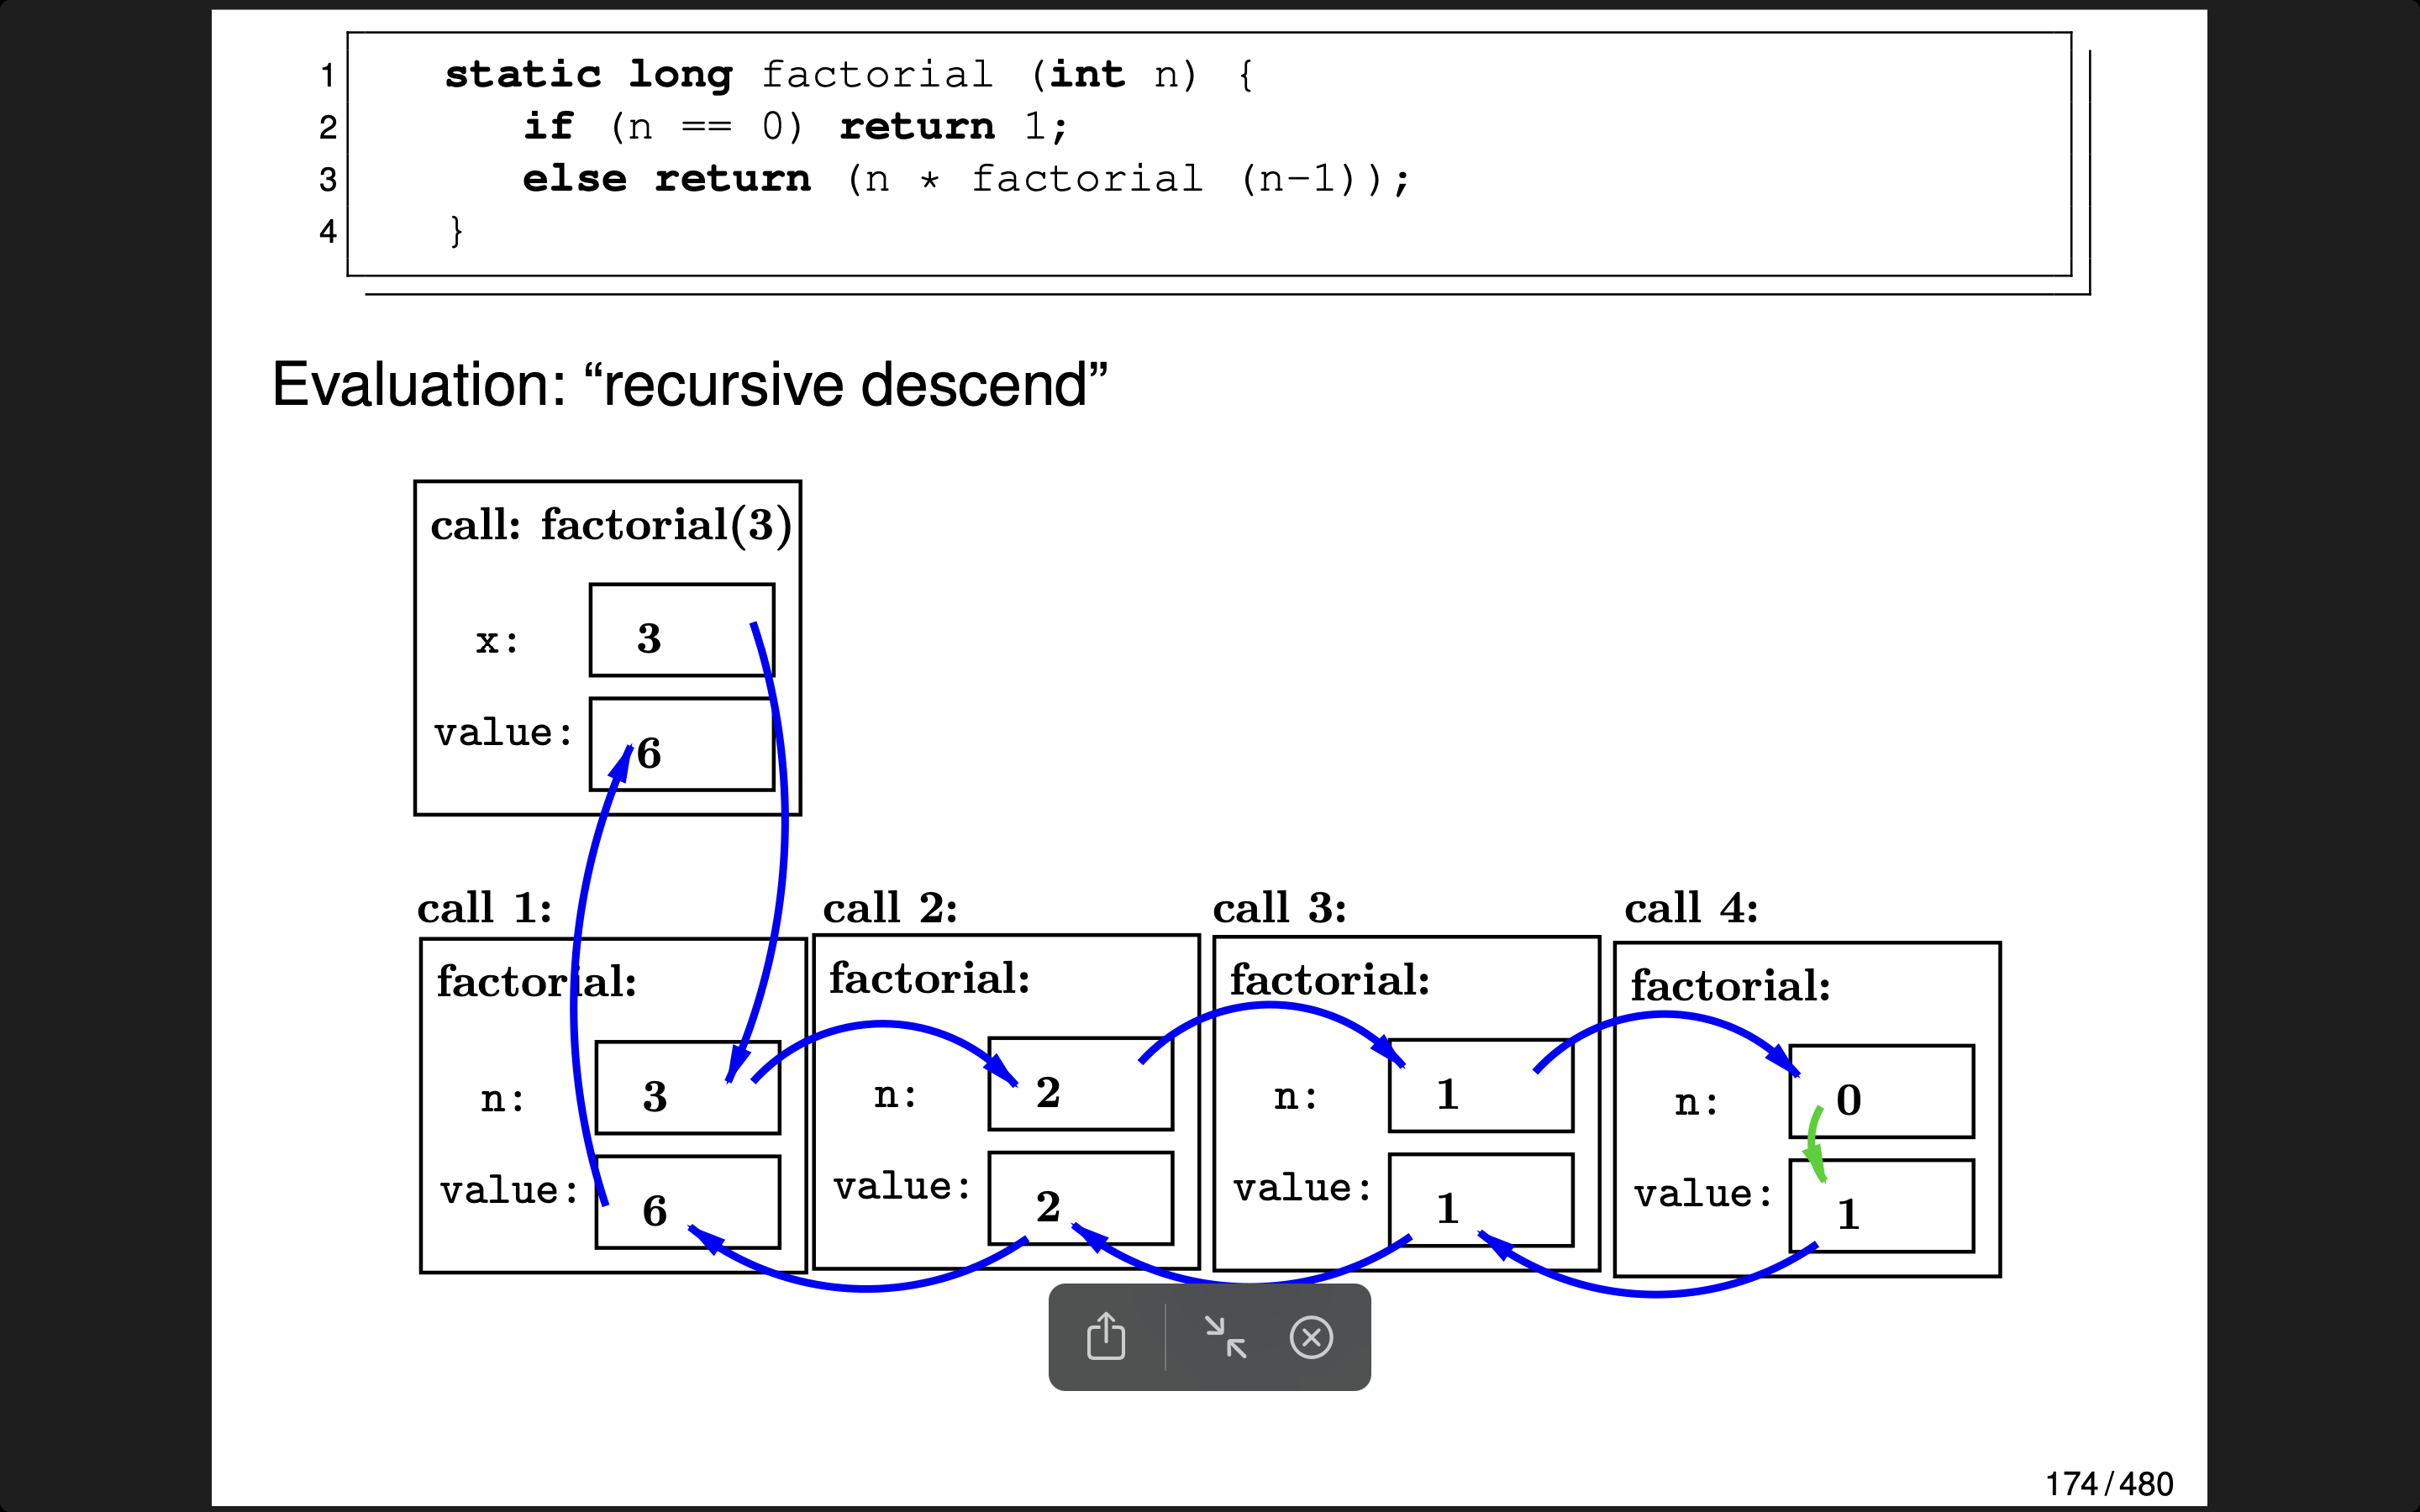 1 static long factorial (int n) {
2 if (n == 0) return 1;
3 else return (n * factorial (n-1));
4 }
Evaluation: “recursive descend”
call: factorial(3)
x: 3
value: 6
call 1: call 2: call 3: call 4:
factorial: factorial: factorial: factorial:
n: 3 n: 2 n: 1 n: 0
value: 6 value: 2 value: 1 value: 1
174/480